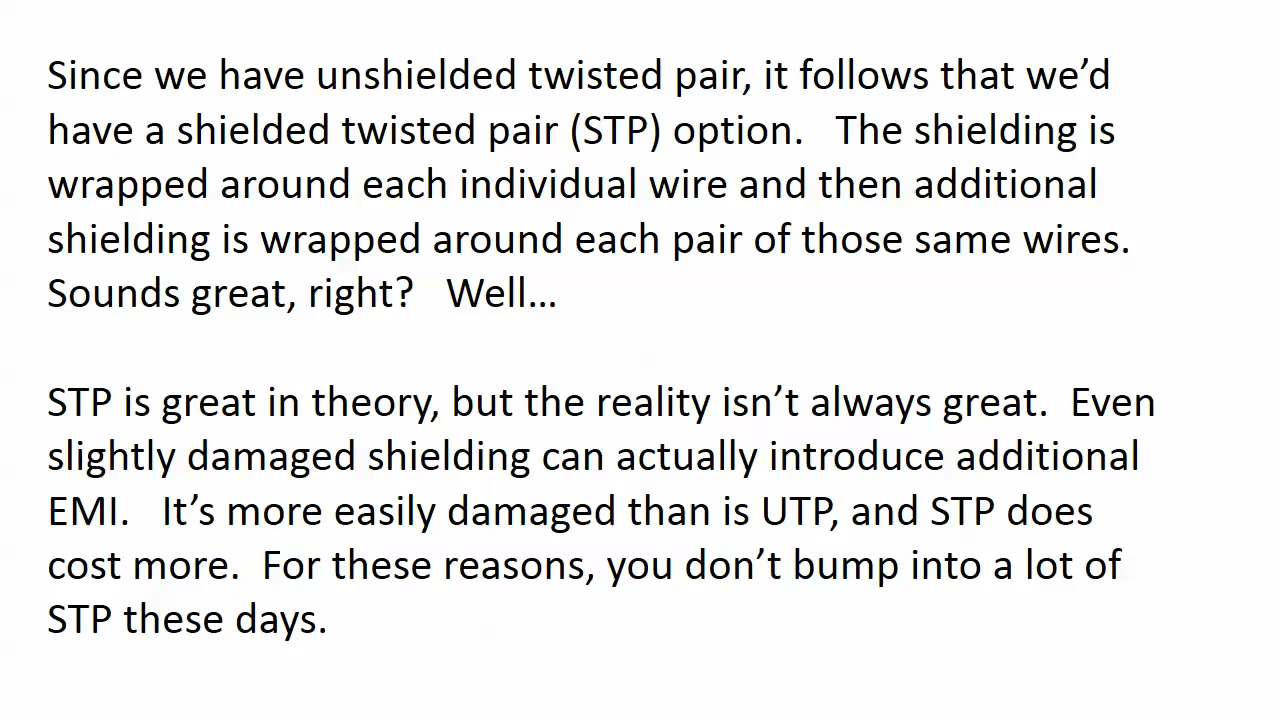 Since we have unshielded twisted pair, it follows that we’d
have a shielded twisted pair (STP) option.   The shielding is
wrapped around each individual wire and then additional
shielding is wrapped around each pair of those same wires.
Sounds great, right?   Well…
STP is great in theory, but the reality isn’t always great.  Even
slightly damaged shielding can actually introduce additional
EMI.   It’s more easily damaged than is UTP, and STP does
cost more.  For these reasons, you don’t bump into a lot of
STP these days.